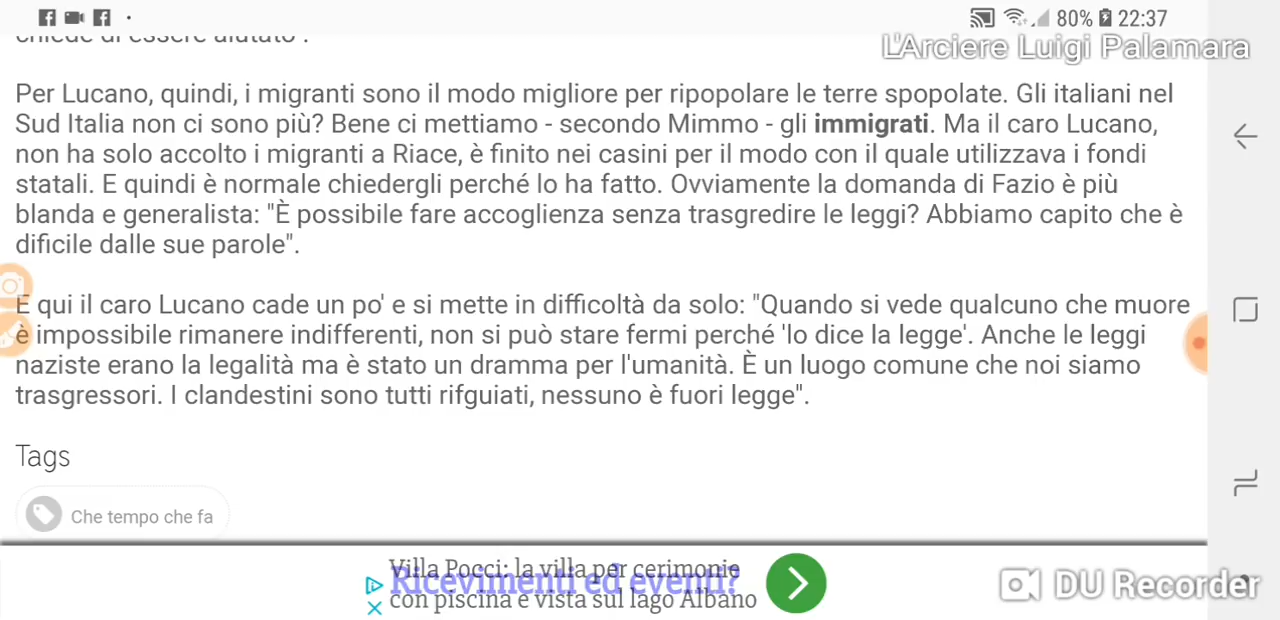 80% 22:37
L'Arciere Luigi Palamara
chiede di essere aiutato".
Per Lucano, quindi, i migranti sono il modo migliore per ripopolare le terre spopolate. Gli italiani nel
Sud Italia non ci sono più? Bene ci mettiamo - secondo Mimmo - gli immigrati. Ma il caro Lucano,
non ha solo accolto i migranti a Riace, è finito nei casini per il modo con il quale utilizzava i fondi
statali. E quindi è normale chiedergli perché lo ha fatto. Ovviamente la domanda di Fazio è più
blanda e generalista: "È possibile fare accoglienza senza trasgredire le leggi? Abbiamo capito che è
dificile dalle sue parole".
E qui il caro Lucano cade un po' e si mette in difficoltà da solo: "Quando si vede qualcuno che muore
è impossibile rimanere indifferenti, non si può stare fermi perché 'lo dice la legge'. Anche le leggi
naziste erano la legalità ma è stato un dramma per l'umanità. È un luogo comune che noi siamo
trasgressori. I clandestini sono tutti rifguiati, nessuno è fuori legge".
Tags
Che tempo che fa
Villa Pocci: la villa per cerimonie
Ricevimenti ed eventi?
con piscina e vista sul lago Albano
DU Recorder